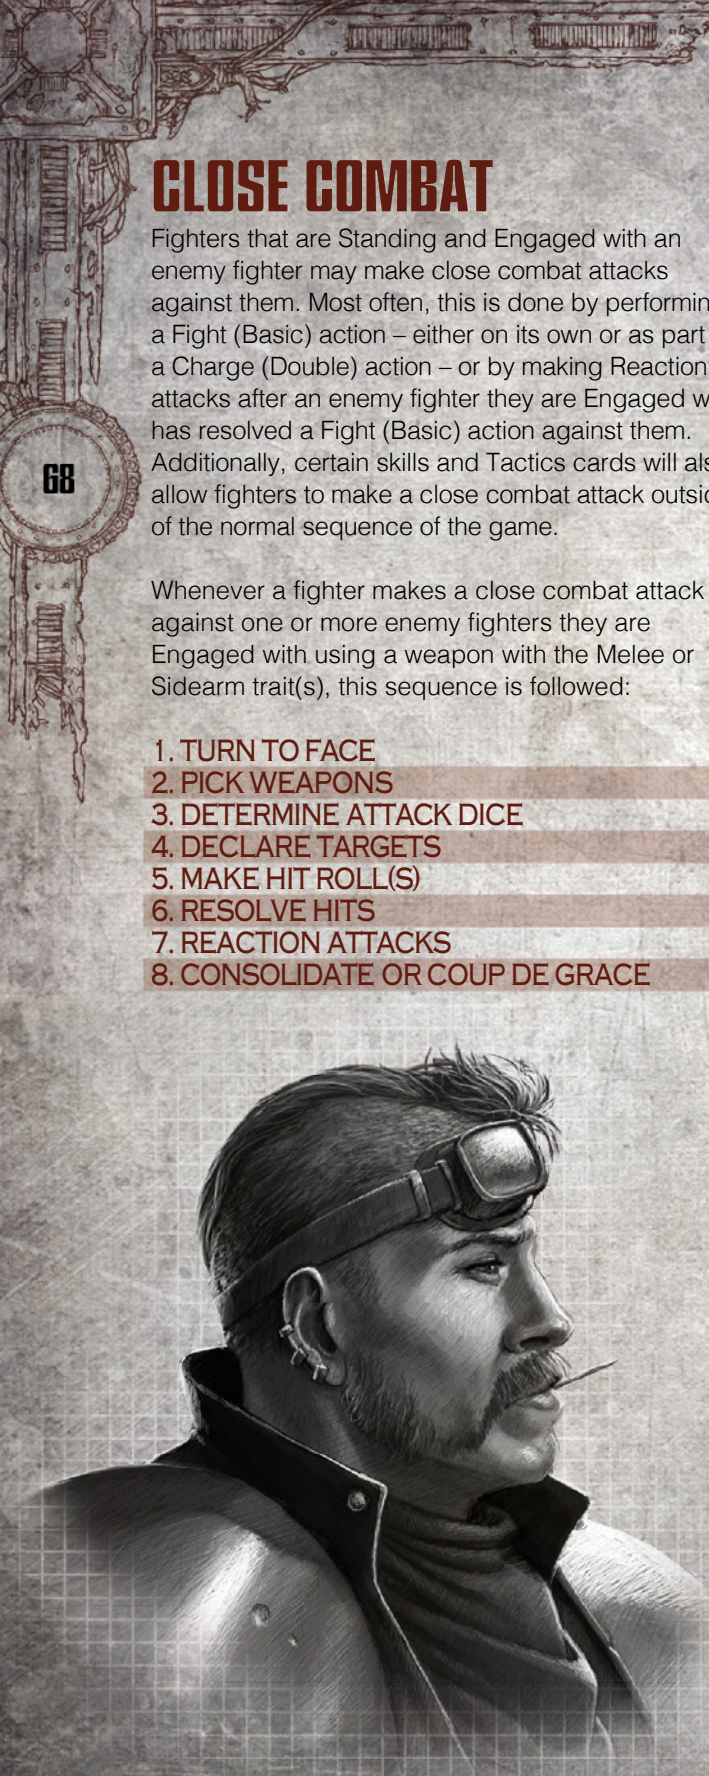 CLOSE COMBAT
Fighters that are Standing and Engaged with an
enemy fighter may make close combat attacks
against them. Most often, this is done by performin
a Fight (Basic) action – either on its own or as part
a Charge (Double) action – or by making Reaction
attacks after an enemy fighter they are Engaged w
has resolved a Fight (Basic) action against them.
Additionally, certain skills and Tactics cards will als
allow fighters to make a close combat attack outsid
of the normal sequence of the game.
68
Whenever a fighter makes a close combat attack
against one or more enemy fighters they are
Engaged with using a weapon with the Melee or
Sidearm trait(s), this sequence is followed:
1. TURN TO FACE
2. PICK WEAPONS
3. DETERMINE ATTACK DICE
4. DECLARE TARGETS
5. MAKE HIT ROLL(S)
6. RESOLVE HITS
7. REACTION ATTACKS
8. CONSOLIDATE OR COUP DE GRACE